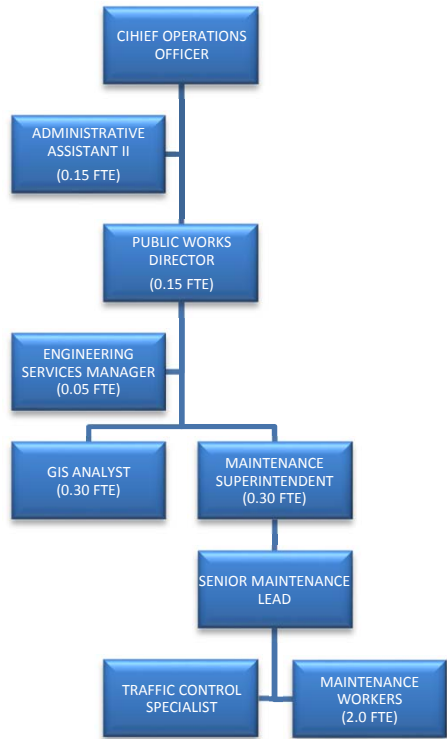 CIHIEF OPERATIONS
OFFICER
ADMINISTRATIVE
ASSISTANT II
(0.15 FTE)
PUBLIC WORKS
DIRECTOR
(0.15 FTE)
ENGINEERING
SERVICES MANAGER
(0.05 FTE)
GIS ANALYST
(0.30 FTE)
MAINTENANCE
SUPERINTENDENT
(0.30 FTE)
SENIOR MAINTENANCE
LEAD
TRAFFIC CONTROL
SPECIALIST
MAINTENANCE
WORKERS
(2.0 FTE)